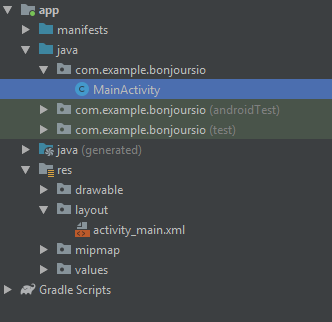 app
manifests
java
com.example.bonjoursio
MainActivity
com.example.bonjoursio (androidTest)
com.example.bonjoursio (test)
java (generated)
res
drawable
layout
activity_main.xml
mipmap
values
Gradle Scripts